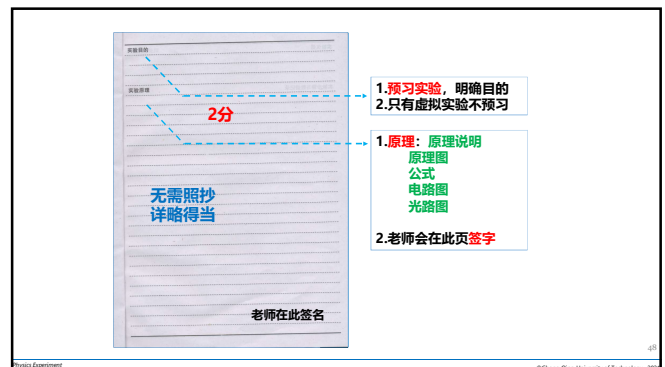 实验目的
实验原理
2分
无需照抄
详略得当
老师在此签名
1.预习实验，明确目的
2.只有虚拟实验不预习
1.原理：原理说明
原理图
公式
电路图
光路图
2.老师会在此页签字
48
Physics Experiment